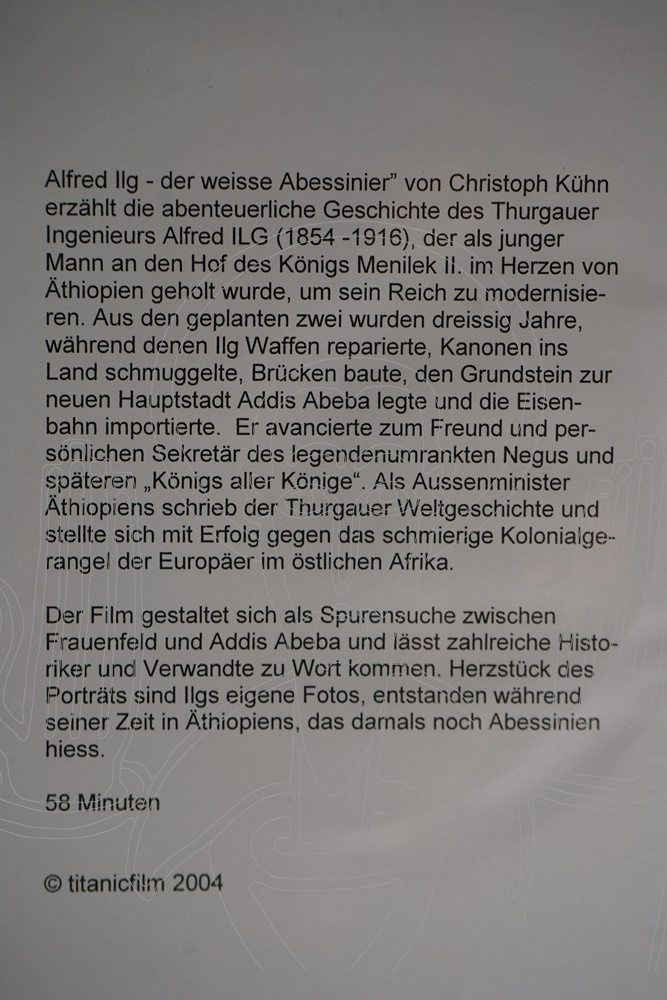 Alfred Ilg - der weisse Abessinier" von Christoph Kühn
erzählt die abenteuerliche Geschichte des Thurgauer
Ingenieurs Alfred ILG (1854 -1916), der als junger
Mann an den Hof des Königs Menilek II. im Herzen von
Äthiopien geholt wurde, um sein Reich zu modernisie-
ren. Aus den geplanten zwei wurden dreissig Jahre,
während denen Ilg Waffen reparierte, Kanonen ins
Land schmuggelte, Brücken baute, den Grundstein zur
neuen Hauptstadt Addis Abeba legte und die Eisen-
bahn importierte.  Er avancierte zum Freund und per-
sönlichen Sekretär des legendenumrankten Negus und
späteren „Königs aller Könige“. Als Aussenminister
Äthiopiens schrieb der Thurgauer Weltgeschichte und
stellte sich mit Erfolg gegen das schmierige Kolonialge-
rangel der Europäer im östlichen Afrika.

Der Film gestaltet sich als Spurensuche zwischen
Frauenfeld und Addis Abeba und lässt zahlreiche Histo-
riker und Verwandte zu Wort kommen. Herzstück des
Porträts sind Ilgs eigene Fotos, entstanden während
seiner Zeit in Äthiopiens, das damals noch Abessinien
hiess.

58 Minuten

© titanicfilm 2004